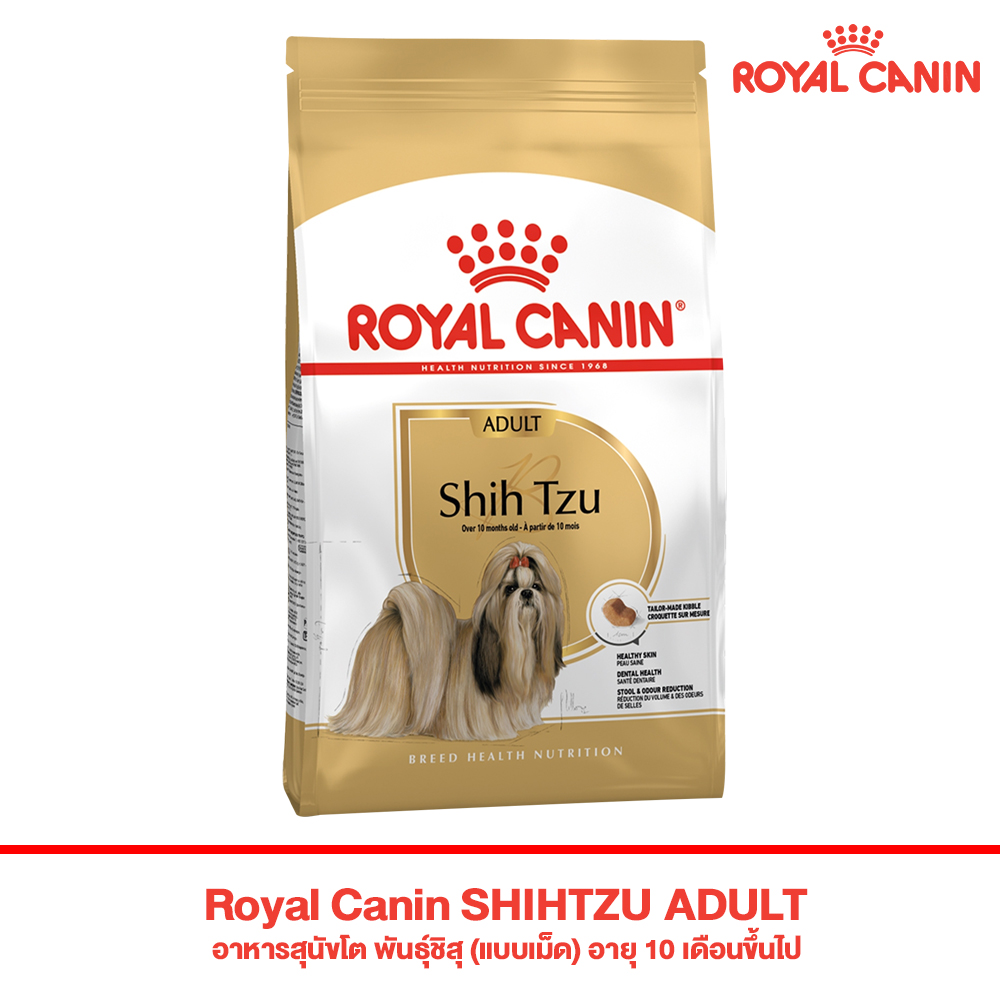 ROYAL CANIN
ROYAL CANIN®
HEALTH NUTRITION SINCE 1968
ADULT
Shih Tzu
Over 10 months old - À partir de 10 mois
TAILOR-MADE KIBBLE
CROQUETTE SUR MESURE
HEALTHY SKIN
PEAU SAINE
DENTAL HEALTH
SANTÉ DENTAIRE
STOOL & ODOUR REDUCTION
RÉDUCTION DU VOLUME & DES ODEURS
DE SELLES
BREED HEALTH NUTRITION
Royal Canin SHIHTZU ADULT
อาหารสุนัขโต พันธุ์ชิสุ (แบบเม็ด) อายุ 10 เดือนขึ้นไป